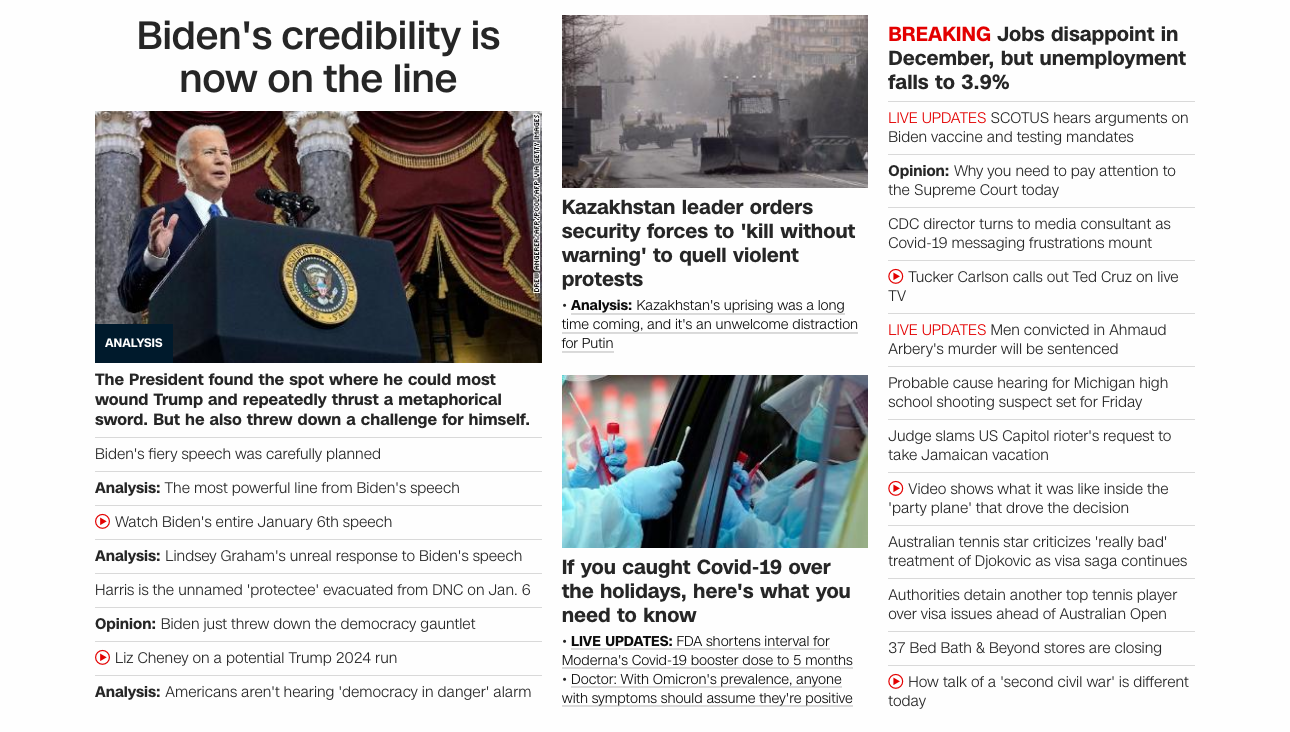 Biden's credibility is
now on the line
DREW ANGERER/AFP/POOL/AFP VIA GETTY IMAGES
SEAL OF THE PRESIDENT OF THE UNITED STATES
ANALYSIS
The President found the spot where he could most
wound Trump and repeatedly thrust a metaphorical
sword. But he also threw down a challenge for himself.
Biden's fiery speech was carefully planned
Analysis: The most powerful line from Biden's speech
Watch Biden's entire January 6th speech
Analysis: Lindsey Graham's unreal response to Biden's speech
Harris is the unnamed 'protectee' evacuated from DNC on Jan. 6
Opinion: Biden just threw down the democracy gauntlet
Liz Cheney on a potential Trump 2024 run
Analysis: Americans aren't hearing 'democracy in danger' alarm
Kazakhstan leader orders
security forces to 'kill without
warning' to quell violent
protests
• Analysis: Kazakhstan's uprising was a long
time coming, and it's an unwelcome distraction
for Putin
If you caught Covid-19 over
the holidays, here's what you
need to know
• LIVE UPDATES: FDA shortens interval for
Moderna's Covid-19 booster dose to 5 months
• Doctor: With Omicron's prevalence, anyone
with symptoms should assume they're positive
BREAKING Jobs disappoint in
December, but unemployment
falls to 3.9%
LIVE UPDATES SCOTUS hears arguments on
Biden vaccine and testing mandates
Opinion: Why you need to pay attention to
the Supreme Court today
CDC director turns to media consultant as
Covid-19 messaging frustrations mount
Tucker Carlson calls out Ted Cruz on live
TV
LIVE UPDATES Men convicted in Ahmaud
Arbery's murder will be sentenced
Probable cause hearing for Michigan high
school shooting suspect set for Friday
Judge slams US Capitol rioter's request to
take Jamaican vacation
Video shows what it was like inside the
'party plane' that drove the decision
Australian tennis star criticizes 'really bad'
treatment of Djokovic as visa saga continues
Authorities detain another top tennis player
over visa issues ahead of Australian Open
37 Bed Bath & Beyond stores are closing
How talk of a 'second civil war' is different
today